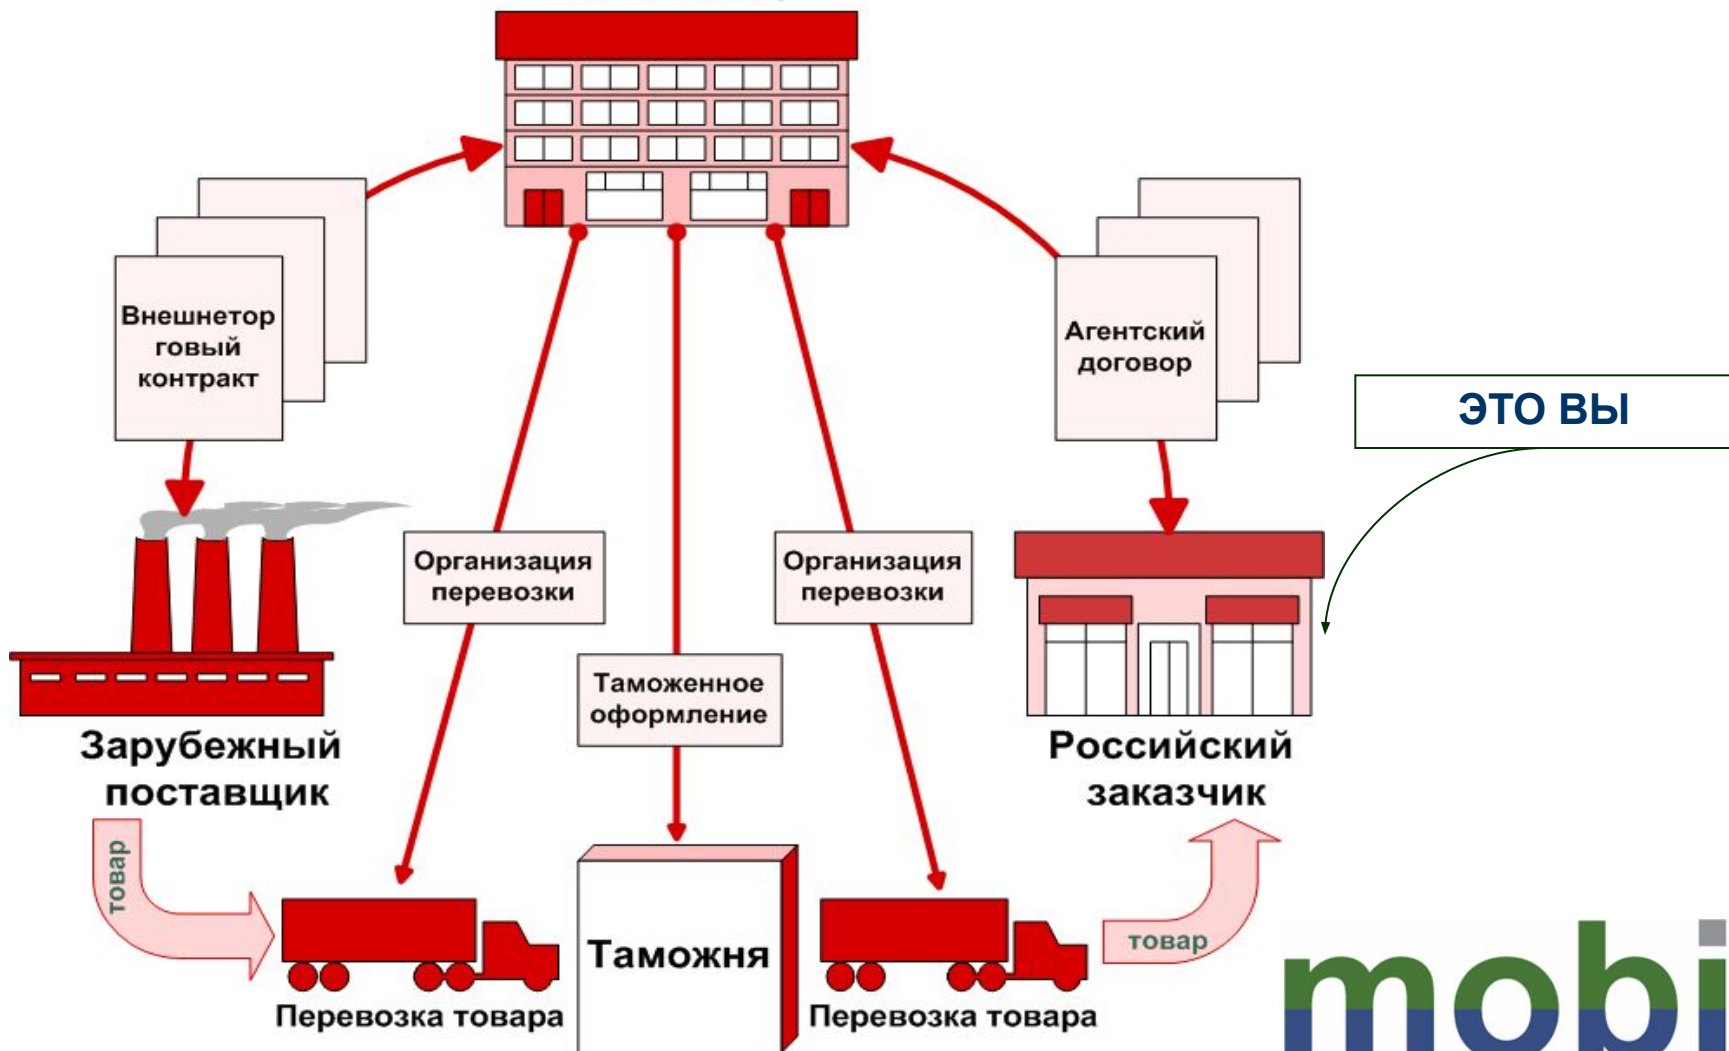 Внешнетор
говый
контракт
Агентский
договор
ЭТО ВЫ
Организация
перевозки
Организация
перевозки
Таможенное
оформление
Зарубежный
поставщик
Российский
заказчик
товар
товар
Таможня
Перевозка товара
Перевозка товара
mobi